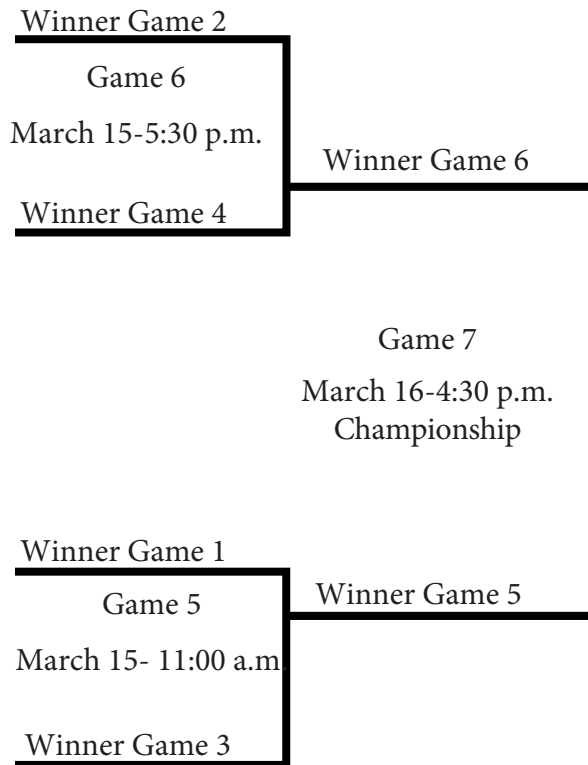 Winner Game 2
Game 6
March 15-5:30 p.m.
Winner Game 6
Winner Game 4
Game 7
March 16-4:30 p.m.
Championship
Winner Game 1
Game 5
Winner Game 5
March 15- 11:00 a.m.
Winner Game 3